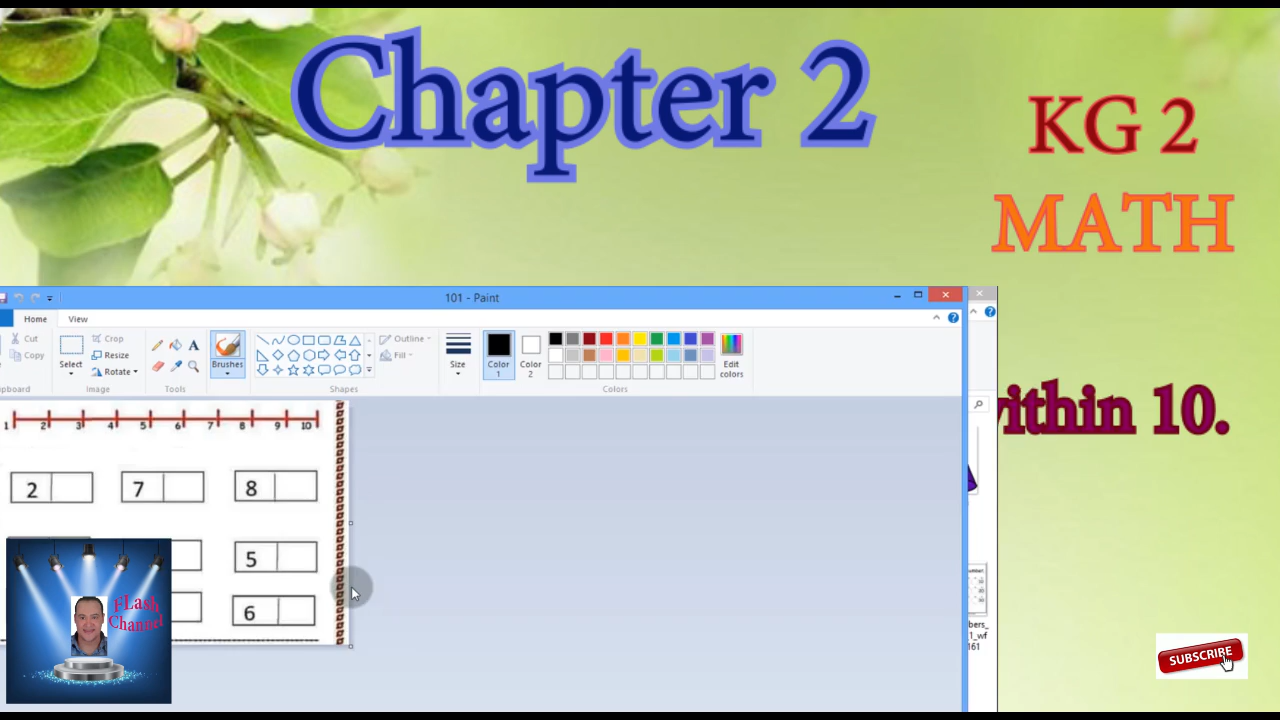 Chapter 2
KG 2
MATH
within 10.
101 - Paint
Home View
Cut
Copy
Select
Crop
Resize
Rotate
Image
Tools
Brushes
Shapes
Outline
Fill
Size
Color 1
Color 2
Edit colors
Colors
1 2 3 4 5 6 7 8 9 10
2 7 8
5
6
FLash
Channel
SUBSCRIBE
1_wf
161